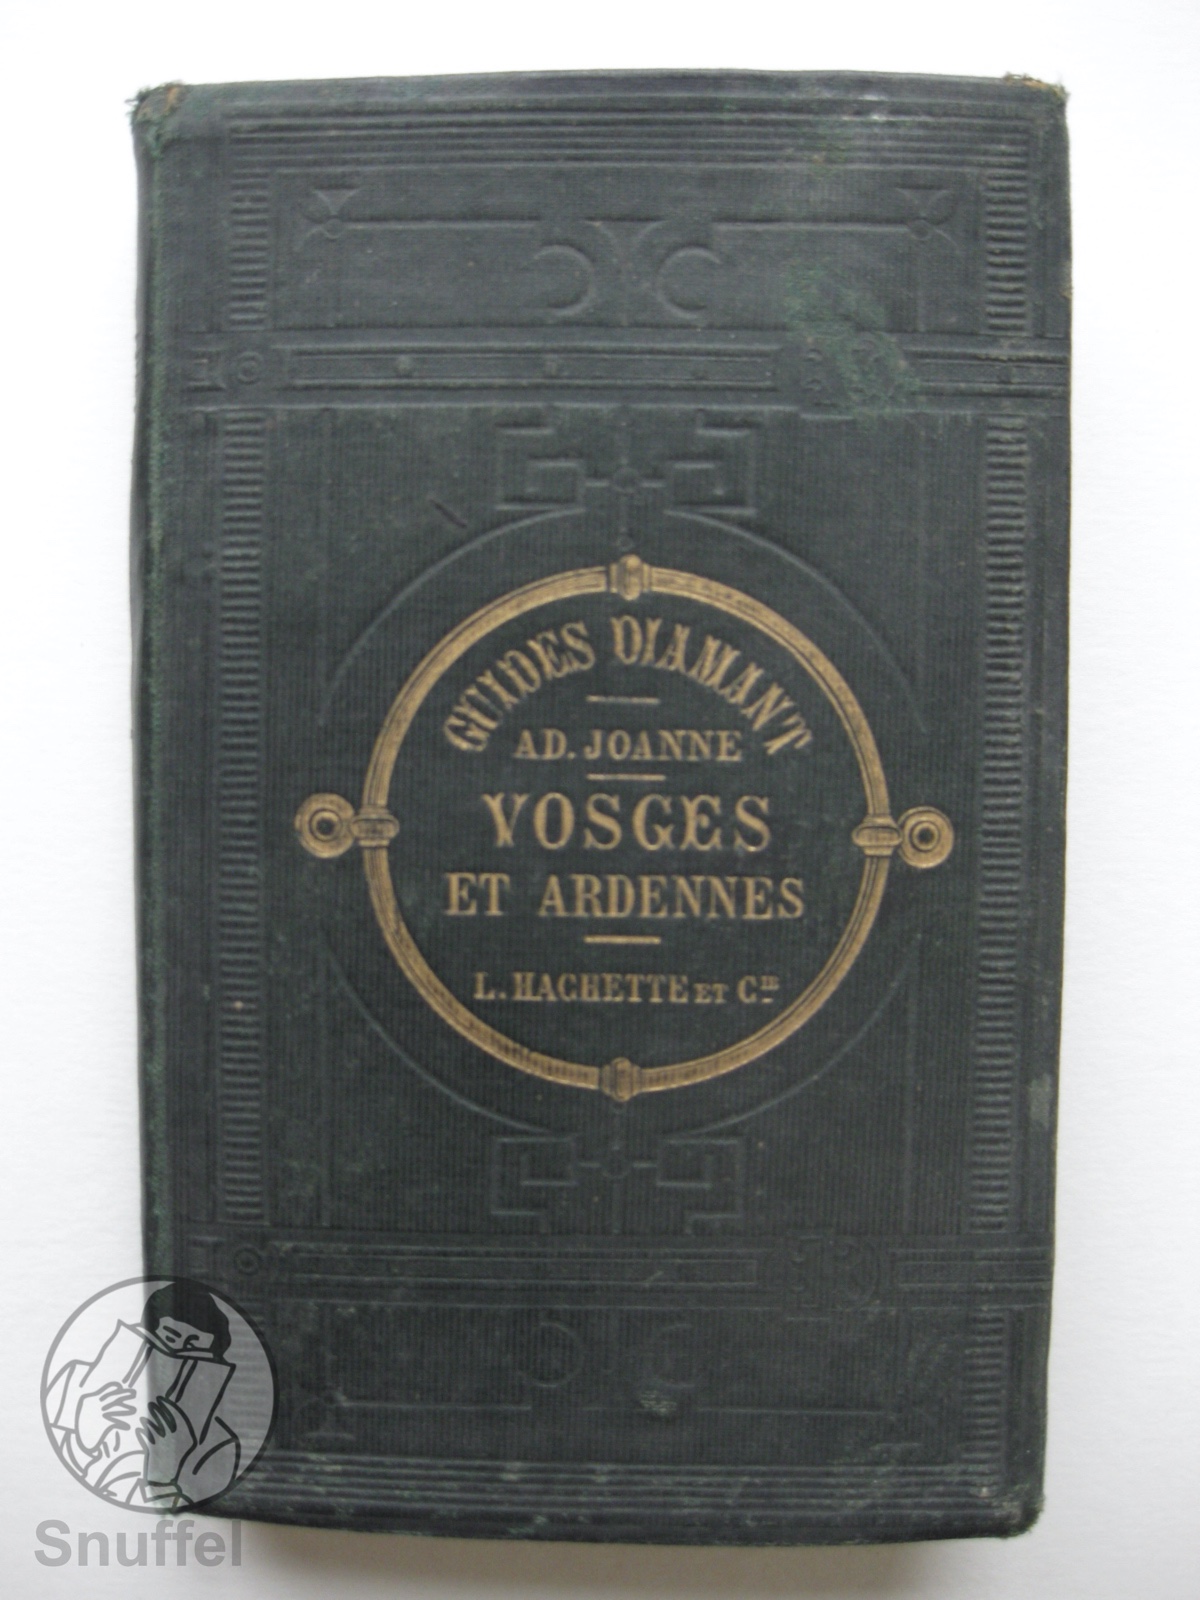 GUIDES DIAMANT
AD. JOANNE
VOSGES
ET ARDENNES
L. HACHETTE ET CIE
Snuffel